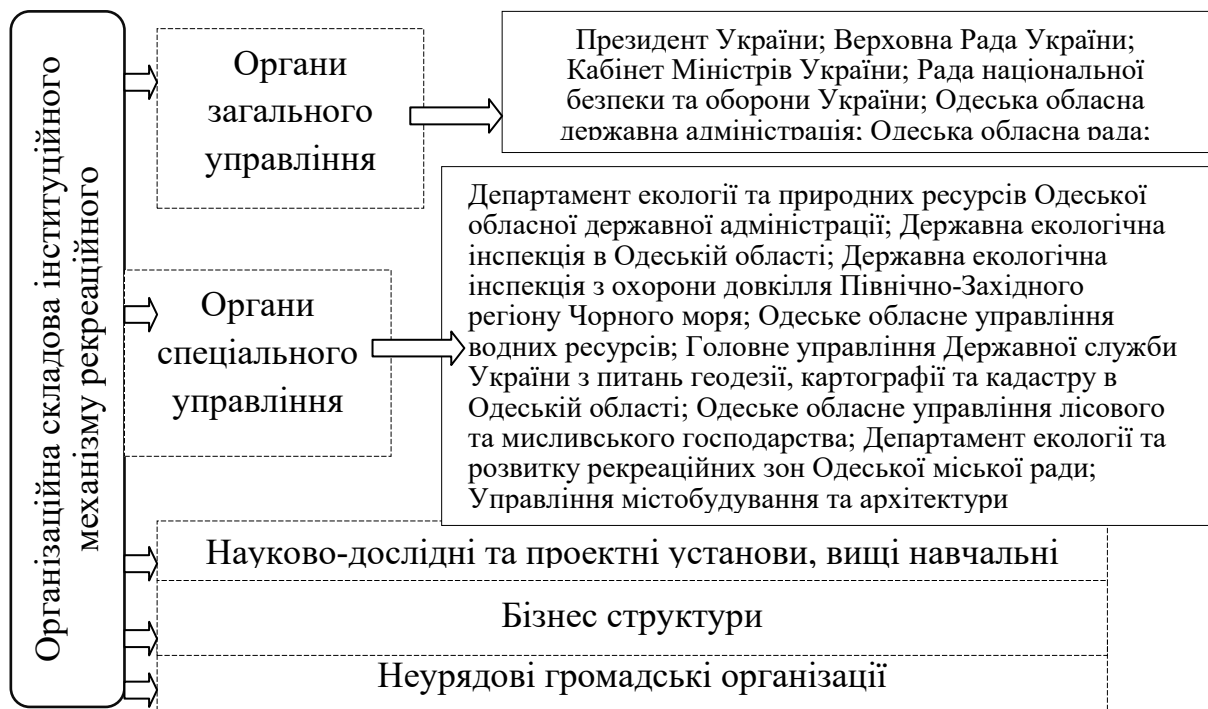 Організаційна складова інституційного
механізму рекреаційного
Органи
загального
управління
Президент України; Верховна Рада України;
Кабінет Міністрів України; Рада національної
безпеки та оборони України; Одеська обласна
державна адміністрація; Одеська обласна рада;
Органи
спеціального
управління
Департамент екології та природних ресурсів Одеської
обласної державної адміністрації; Державна екологічна
інспекція в Одеській області; Державна екологічна
інспекція з охорони довкілля Північно-Західного
регіону Чорного моря; Одеське обласне управління
водних ресурсів; Головне управління Державної служби
України з питань геодезії, картографії та кадастру в
Одеській області; Одеське обласне управління лісового
та мисливського господарства; Департамент екології та
розвитку рекреаційних зон Одеської міської ради;
Управління містобудування та архітектури
Науково-дослідні та проектні установи, вищі навчальні
Бізнес структури
Неурядові громадські організації